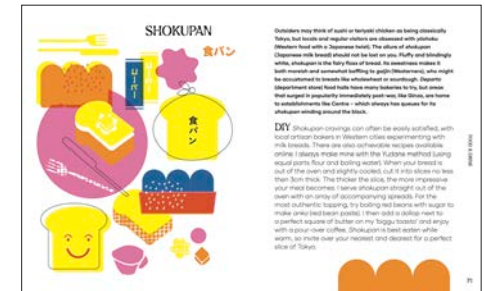 SHOKUPAN
食パン
食パン
Outsiders may think of sushi or teriyaki chicken as being classically
Tokyo, but locals and regular visitors are obsessed with yōshoku
(Western food with a Japanese twist). The allure of shokupan
(Japanese milk bread) should not be lost on you. Fluffy and blindingly
white, shokupan is the fairy floss of bread. Its sweetness makes it
both moreish and somewhat baffling to gaijin (Westerners), who might
be accustomed to breads like wholewheat or sourdough. Depato
(department store) food halls have many bakeries to try, but areas
that surged in popularity immediately post-war, like Ginza, are home
to establishments like Centre – which always has queues for its
shokupan winding around the block.
DIY Shokupan cravings can often be easily satisfied, with
local artisan bakers in Western cities experimenting with
milk breads. There are also achievable recipes available
online. I always make mine with the Yudane method (using
equal parts flour and boiling water). When your bread is
out of the oven and slightly cooled, cut it into slices no less
than 3cm thick. The thicker the slice, the more impressive
your meal becomes. I serve shokupan straight out of the
oven with an array of accompanying spreads. For the
most authentic topping, try boiling red beans with sugar to
make anko (red bean paste). I then add a dollop next to
a perfect square of butter on my 'biggu toasto' and enjoy
with a pour-over coffee. Shokupan is best eaten while
warm, so invite over your nearest and dearest for a perfect
slice of Tokyo.
FOOD & DRINK
71